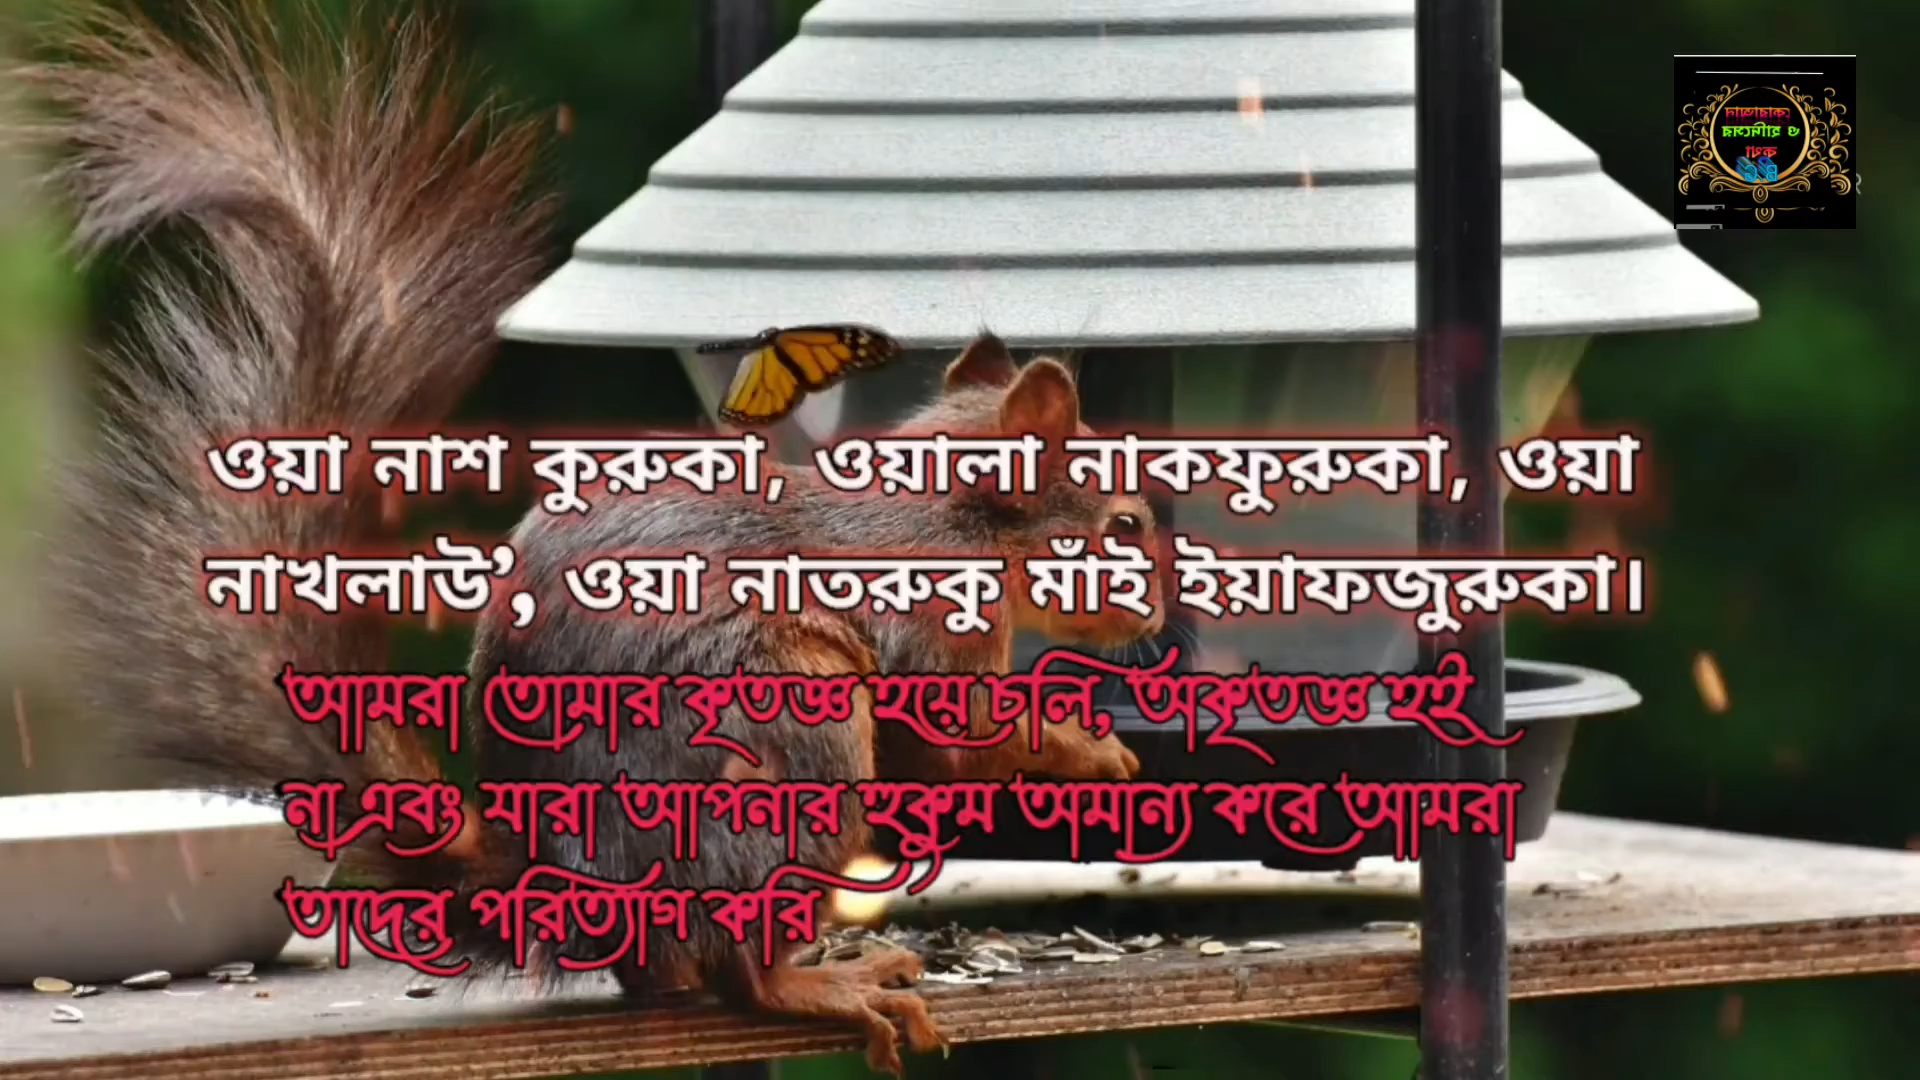 ওয়া নাশ কুরুকা, ওয়ালা নাকফুরুকা, ওয়া
নাখলাউ’, ওয়া নাতরুকু মাঁই ইয়াফজুরুকা।
আমরা তোমার কৃতজ্ঞ হয়ে চলি, অকৃতজ্ঞ হই
না এবং যারা আপনার হুকুম অমান্য করে আমরা
তাদের পরিত্যাগ করি